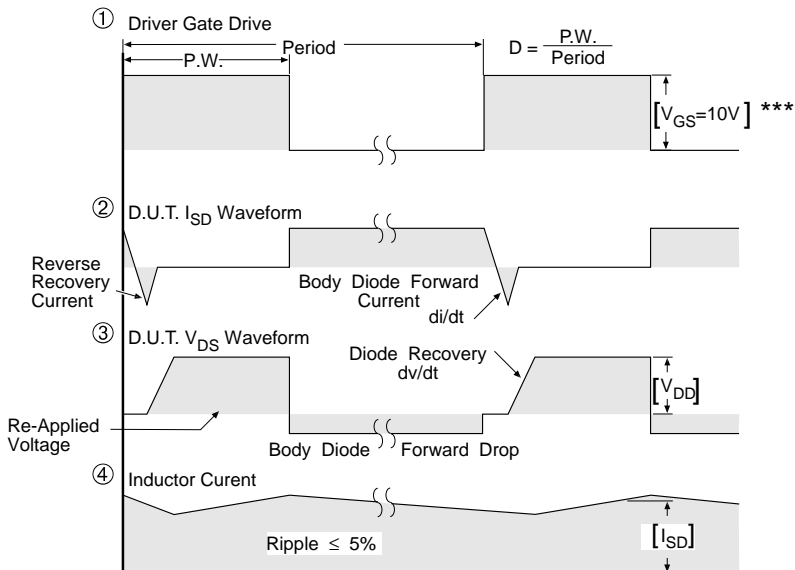 ① Driver Gate Drive
Period
P.W.
D = P.W. / Period
[V_GS=10V] ***
② D.U.T. I_SD Waveform
Reverse
Recovery
Current
Body Diode Forward
Current
di/dt
③ D.U.T. V_DS Waveform
Diode Recovery
dv/dt
[V_DD]
Re-Applied
Voltage
Body Diode Forward Drop
④ Inductor Curent
Ripple ≤ 5%
[I_SD]